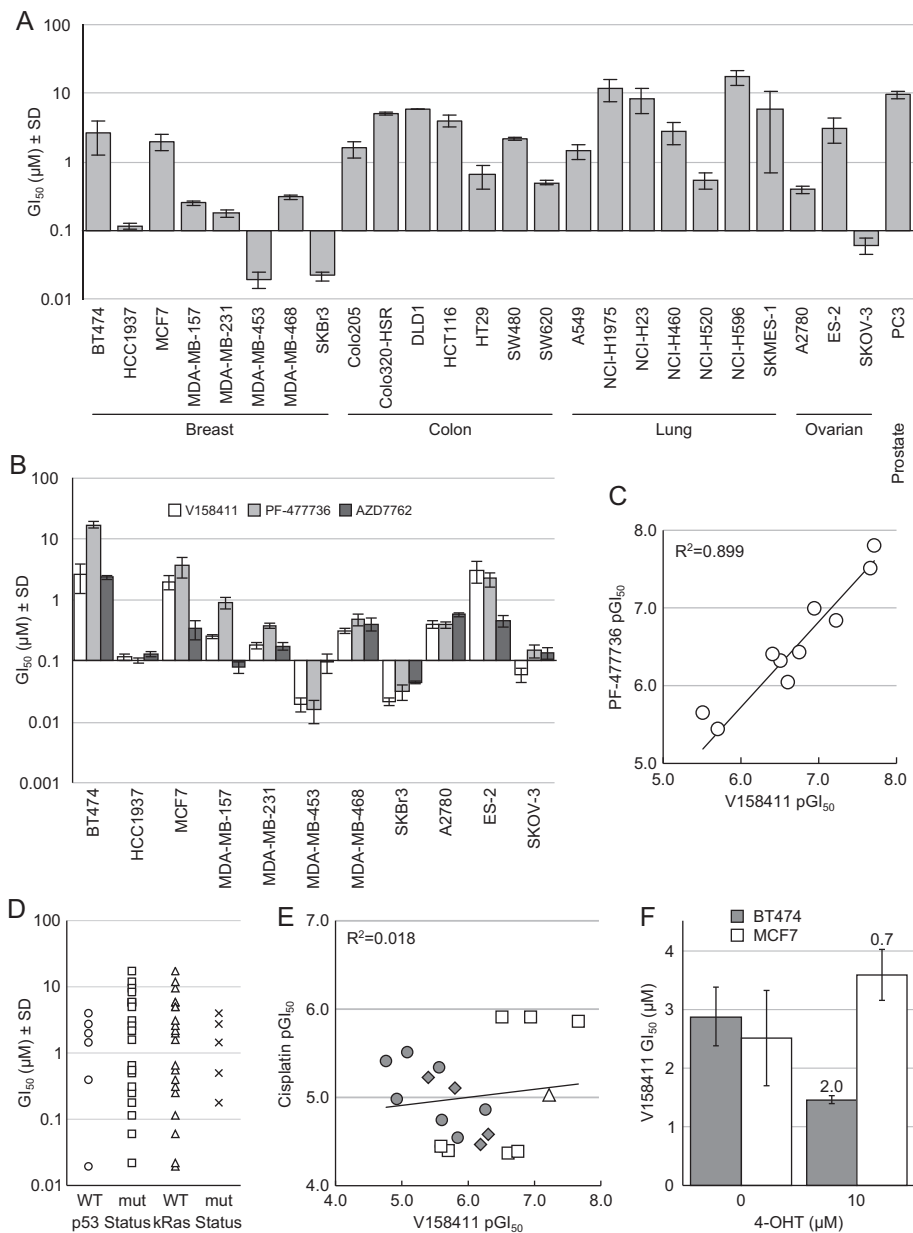 A
GI50 (µM) ± SD
100
10
1
0.1
0.01
BT474
HCC1937
MCF7
MDA-MB-157
MDA-MB-231
MDA-MB-453
MDA-MB-468
SKBr3
Colo205
Colo320-HSR
DLD1
HCT116
HT29
SW480
SW620
A549
NCI-H1975
NCI-H23
NCI-H460
NCI-H520
NCI-H596
SKMES-1
A2780
ES-2
SKOV-3
PC3
Breast
Colon
Lung
Ovarian
Prostate
B
GI50 (µM) ± SD
100
10
1
0.1
0.01
0.001
V158411
PF-477736
AZD7762
BT474
HCC1937
MCF7
MDA-MB-157
MDA-MB-231
MDA-MB-453
MDA-MB-468
SKBr3
A2780
ES-2
SKOV-3
C
R2=0.899
PF-477736 pGI50
8.0
7.0
6.0
5.0
5.0
6.0
7.0
8.0
V158411 pGI50
D
GI50 (µM) ± SD
100
10
1
0.1
0.01
WT mut WT mut
p53 Status kRas Status
E
R2=0.018
Cisplatin pGI50
7.0
6.0
5.0
4.0
4.0
5.0
6.0
7.0
8.0
V158411 pGI50
F
BT474
MCF7
V158411 GI50 (µM)
4
3
2
1
0
2.0
0.7
0
10
4-OHT (µM)